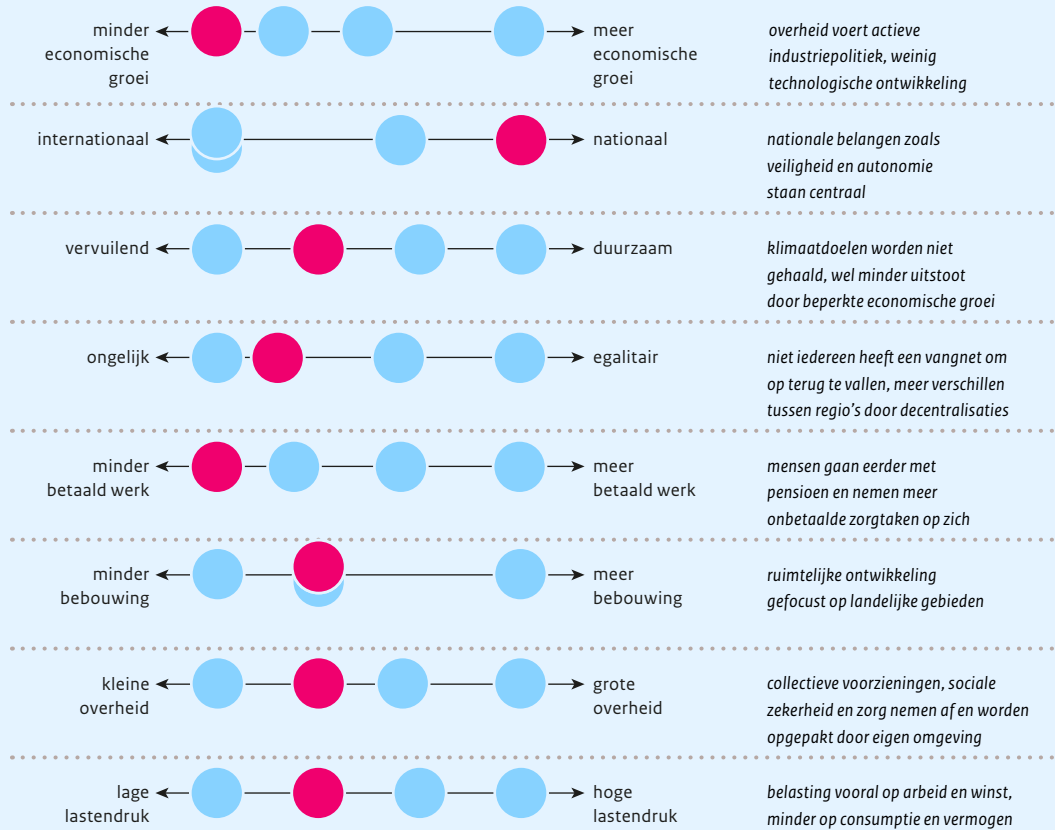 minder
economische
groei
meer
economische
groei
overheid voert actieve
industriepolitiek, weinig
technologische ontwikkeling
internationaal
nationaal
nationale belangen zoals
veiligheid en autonomie
staan centraal
vervuilend
duurzaam
klimaatdoelen worden niet
gehaald, wel minder uitstoot
door beperkte economische groei
ongelijk
egalitair
niet iedereen heeft een vangnet om
op terug te vallen, meer verschillen
tussen regio's door decentralisaties
minder
betaald werk
meer
betaald werk
mensen gaan eerder met
pensioen en nemen meer
onbetaalde zorgtaken op zich
minder
bebouwing
meer
bebouwing
ruimtelijke ontwikkeling
gefocust op landelijke gebieden
kleine
overheid
grote
overheid
collectieve voorzieningen, sociale
zekerheid en zorg nemen af en worden
opgepakt door eigen omgeving
lage
lastendruk
hoge
lastendruk
belasting vooral op arbeid en winst,
minder op consumptie en vermogen